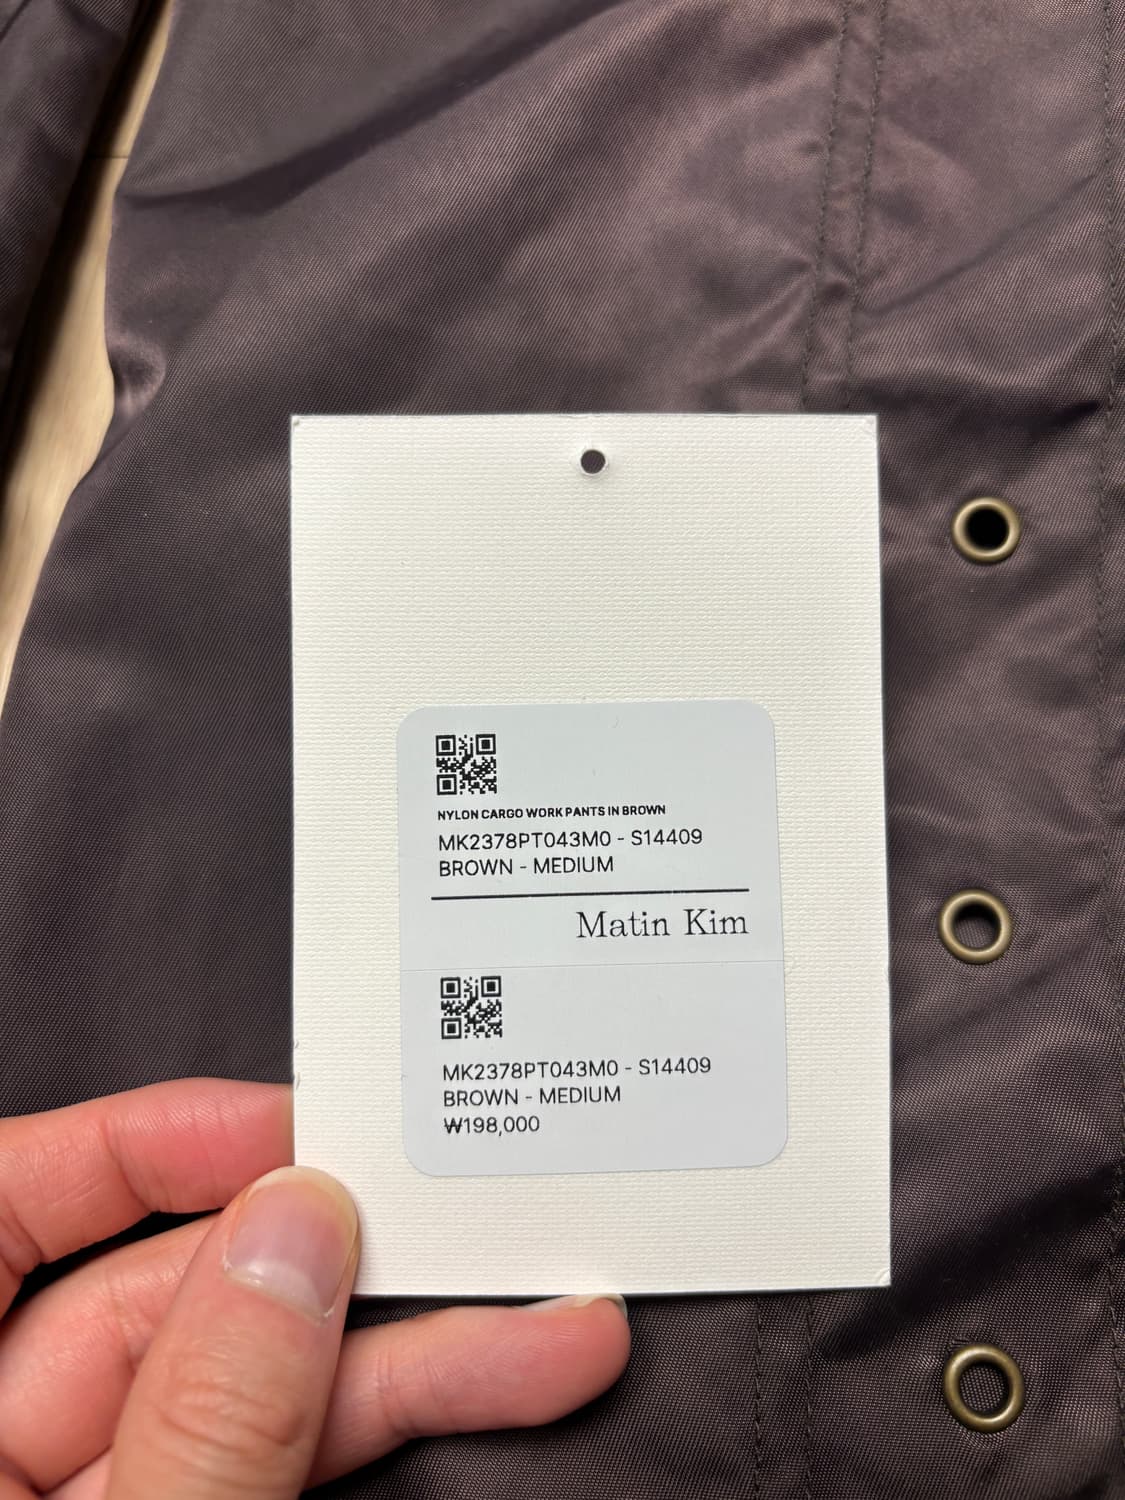 NYLON CARGO WORK PANTS IN BROWN
MK2378PT043M0 - S14409
BROWN - MEDIUM
Matin Kim
MK2378PT043M0 - S14409
BROWN - MEDIUM
₩198,000